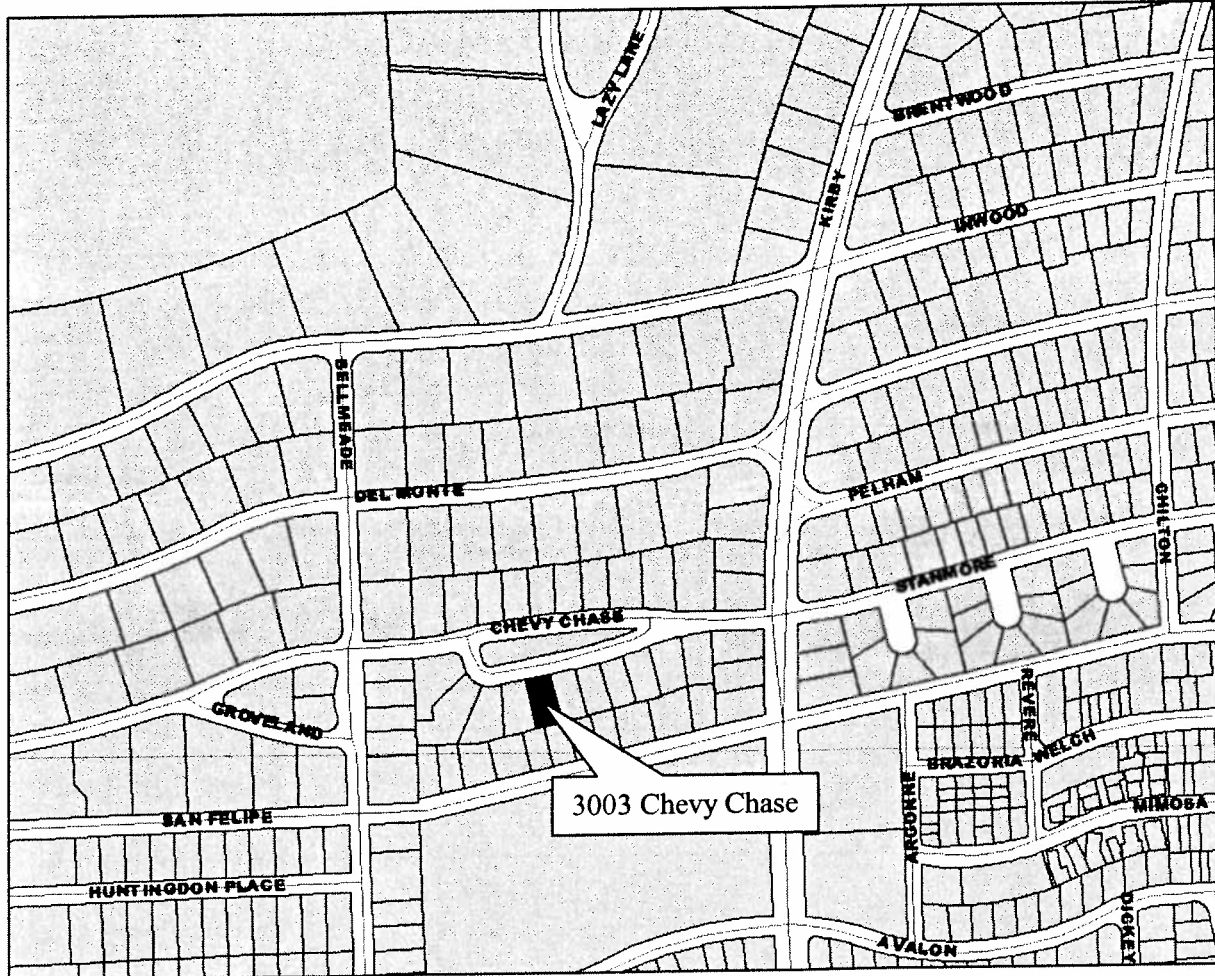 LAZY LANE
BRENTWOOD
KIRBY
INWOOD
BELLMEADE
DEL MONTE
PELHAM
CHILTON
STANMORE
CHEVY CHASE
GROVELAND
REVERE
WELCH
BRAZORIA
3003 Chevy Chase
MIMOSA
ARGONNE
SAN FELIPE
HUNTINGDON PLACE
DICKEY
AVALON